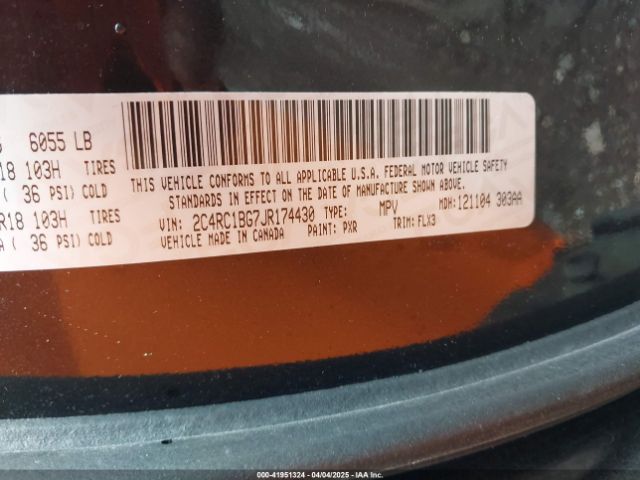 6055 LB
18 103H TIRES
( 36 PSI) COLD
R18 103H TIRES
( 36 PSI) COLD
THIS VEHICLE CONFORMS TO ALL APPLICABLE U.S.A. FEDERAL MOTOR VEHICLE SAFETY
STANDARDS IN EFFECT ON THE DATE OF MANUFACTURE SHOWN ABOVE.
VIN: 2C4RC1BG7JR174430 TYPE: MPV MDH: 121104 303AA
VEHICLE MADE IN CANADA PAINT: PXR TRIM: FLX3
000-41951324 | 04/04/2025 | IAA Inc.